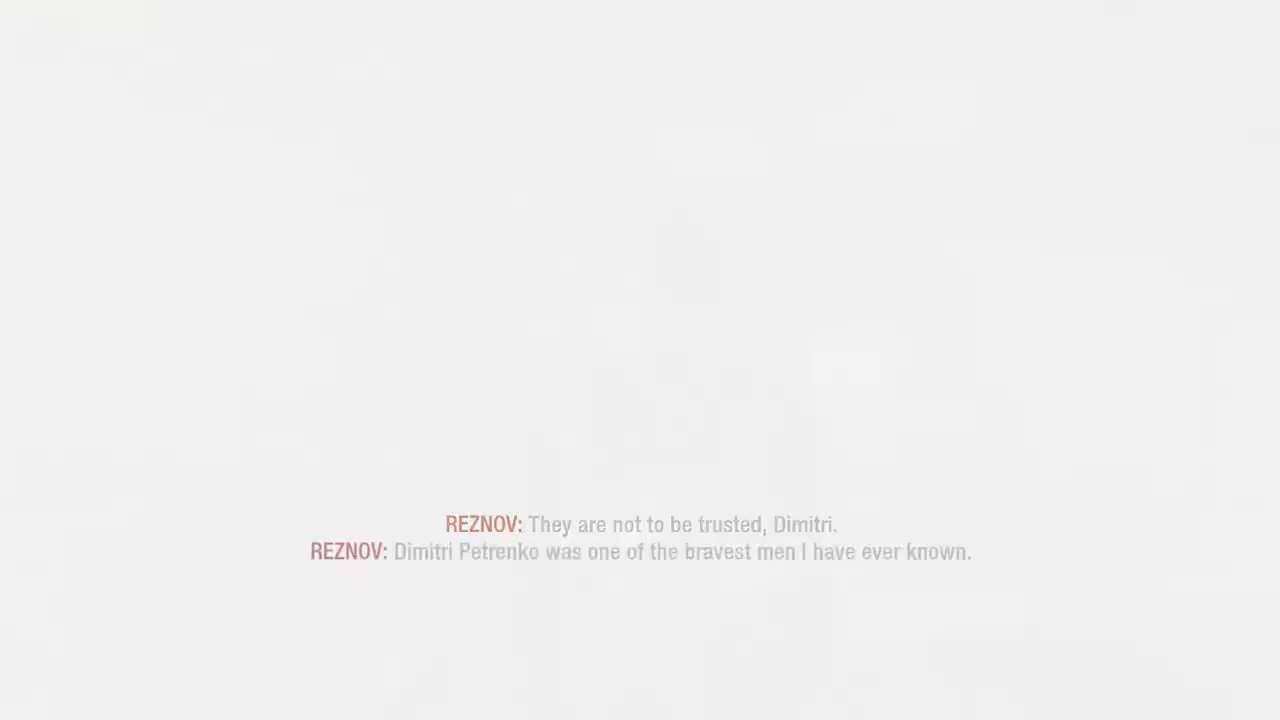 REZNOV: They are not to be trusted, Dimitri.
REZNOV: Dimitri Petrenko was one of the bravest men I have ever known.